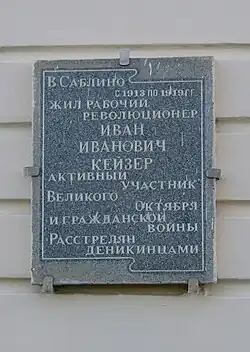 В САБЛИНО
С 1913 ПО 1919 ГГ
ЖИЛ РАБОЧИЙ
РЕВОЛЮЦИОНЕР
ИВАН
ИВАНОВИЧ
КЕЙЗЕР
АКТИВНЫЙ
УЧАСТНИК
ВЕЛИКОГО
ОКТЯБРЯ
И ГРАЖДАНСКОЙ
ВОЙНЫ
РАССТРЕЛЯН
ДЕНИКИНЦАМИ